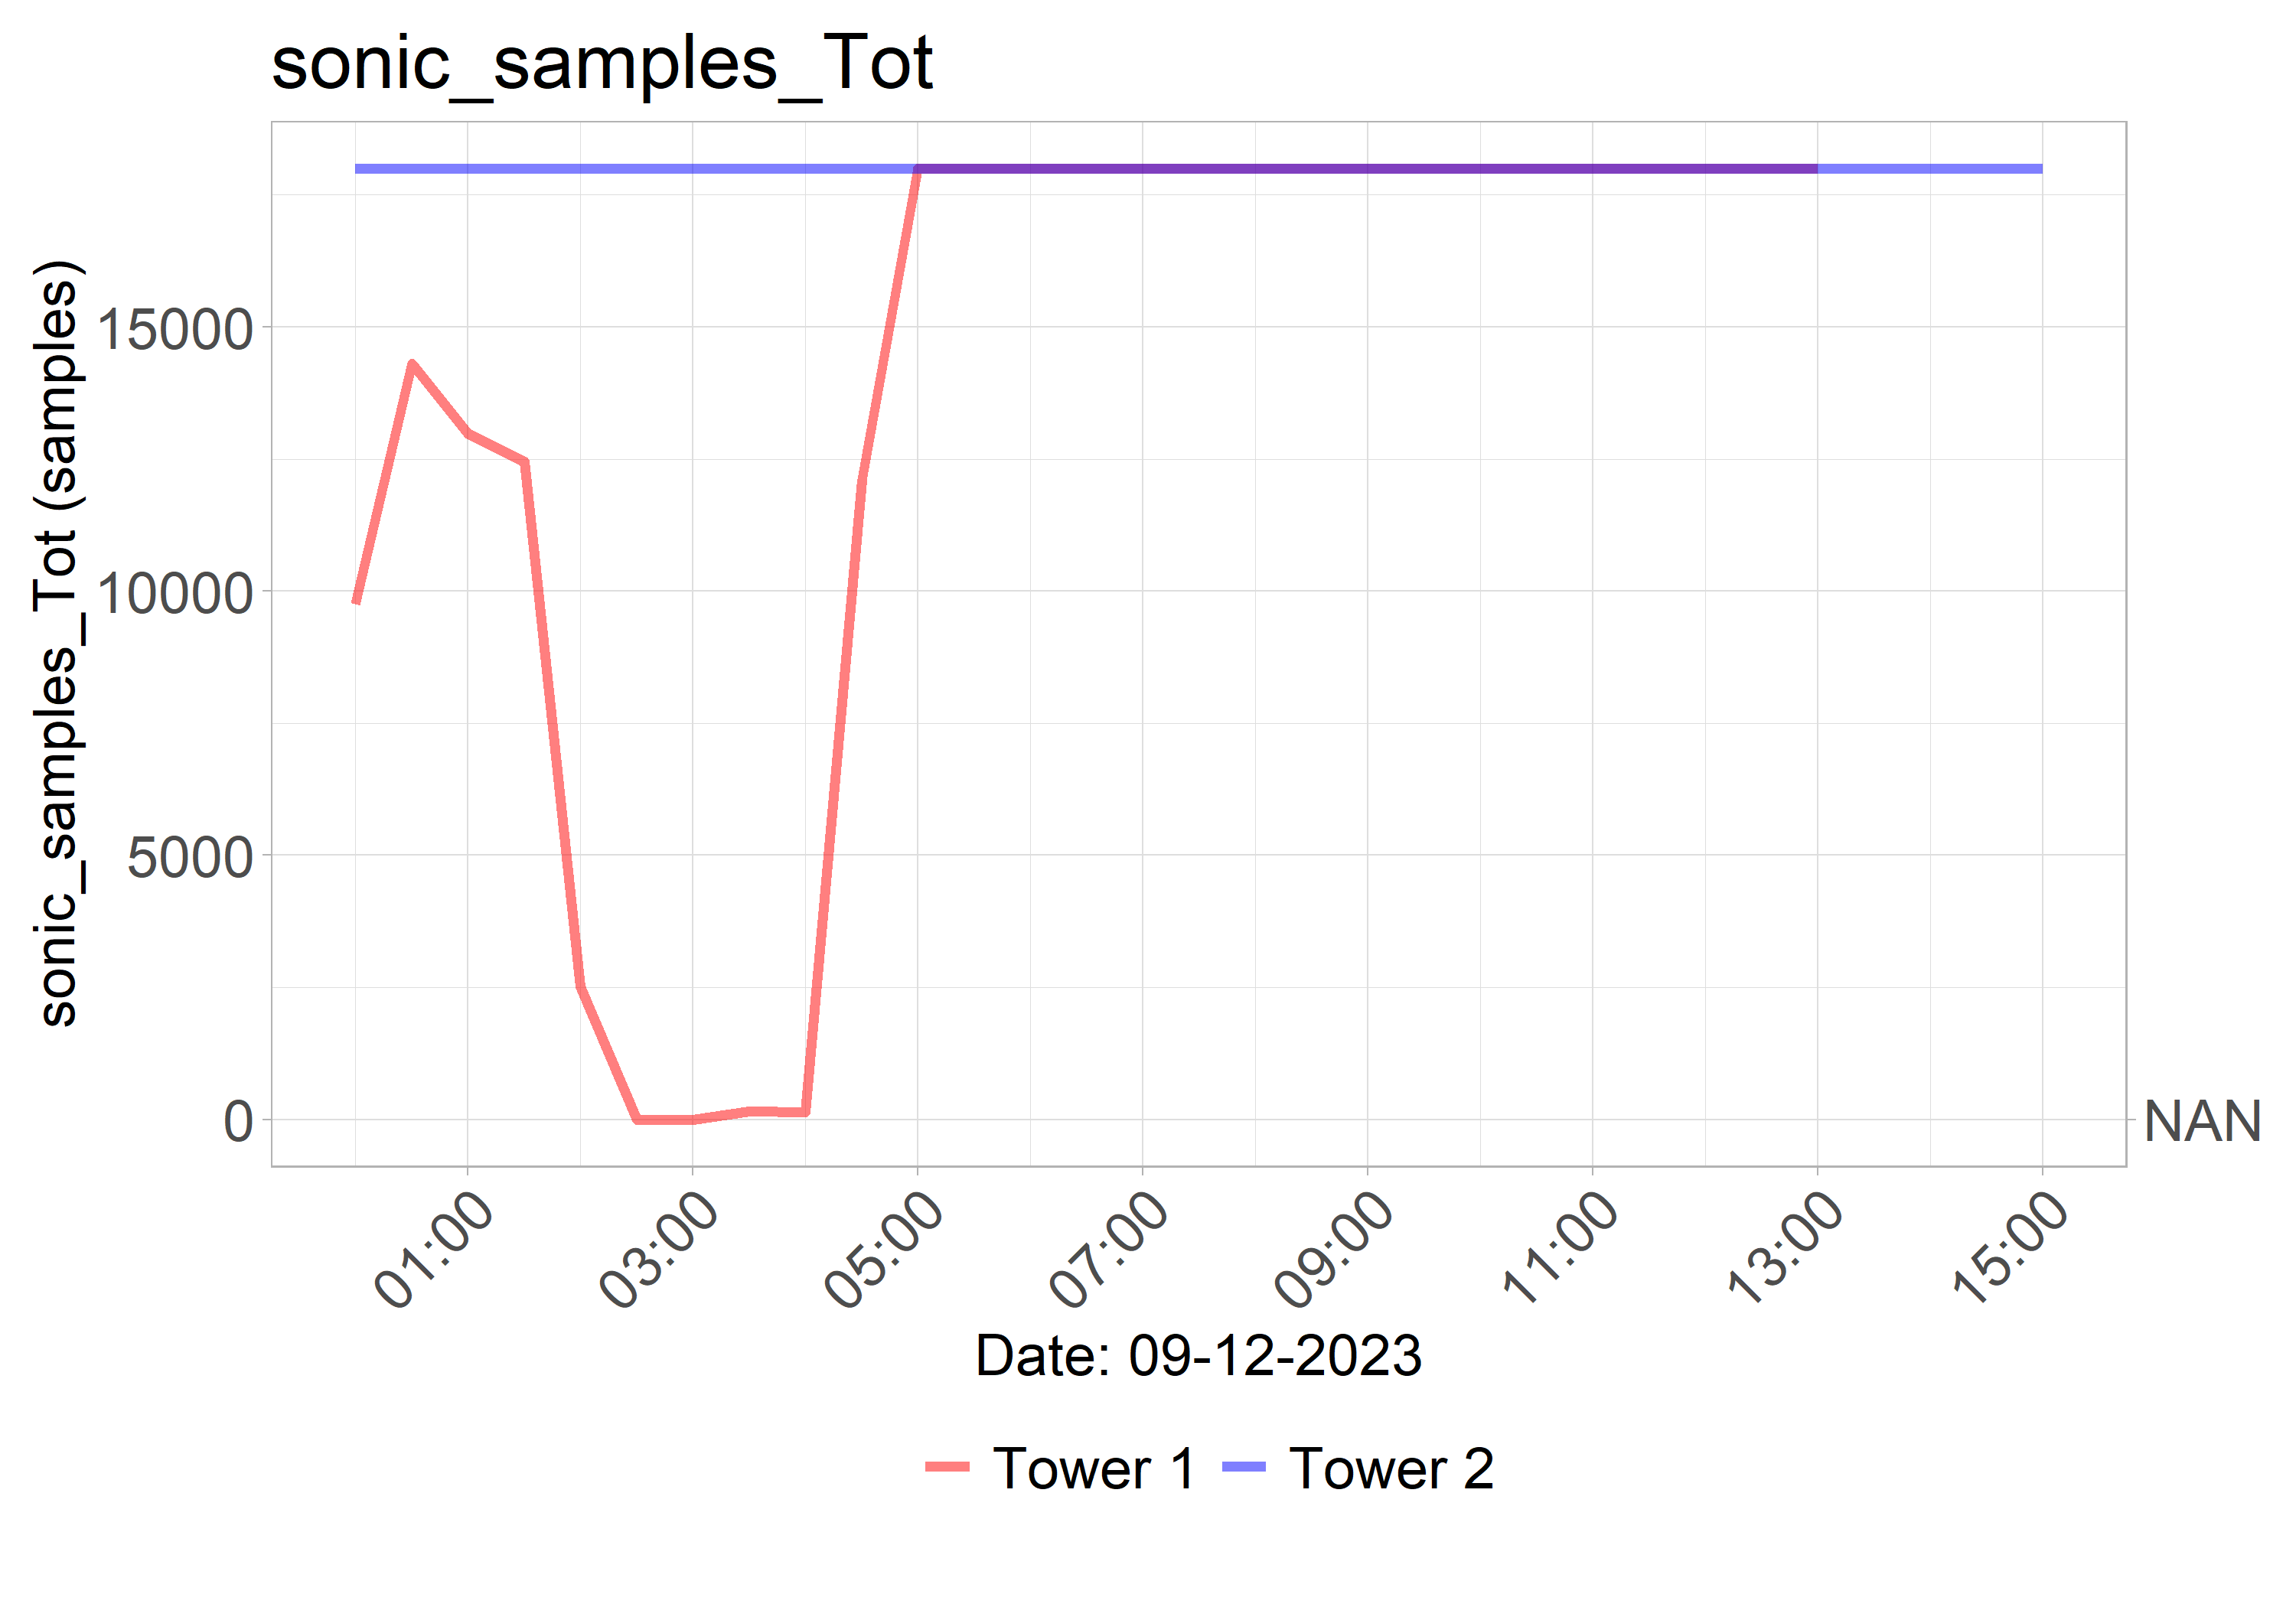 sonic_samples_Tot
sonic_samples_Tot (samples)
15000
10000
5000
0
NAN
01:00
03:00
05:00
07:00
09:00
11:00
13:00
15:00
Date: 09-12-2023
Tower 1
Tower 2